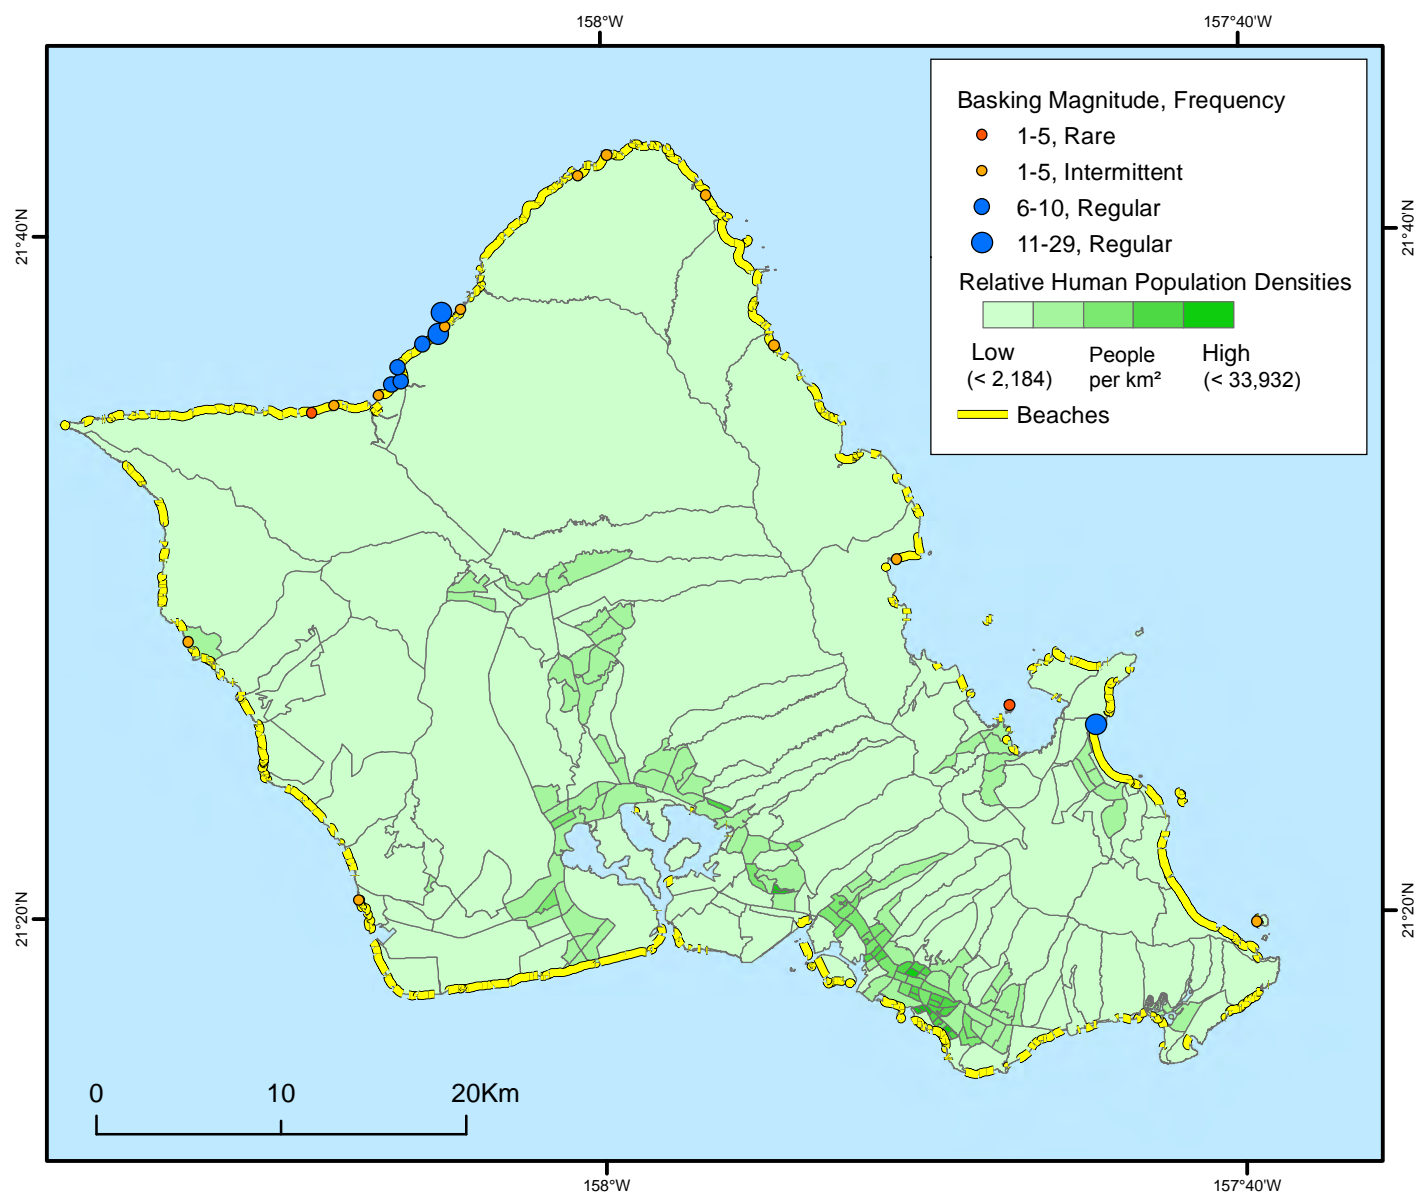 158°W
157°40'W
Basking Magnitude, Frequency
1-5, Rare
1-5, Intermittent
6-10, Regular
11-29, Regular
Relative Human Population Densities
Low
(< 2,184)
People
per km²
High
(< 33,932)
Beaches
21°40'N
21°40'N
21°20'N
21°20'N
0
10
20Km
158°W
157°40'W